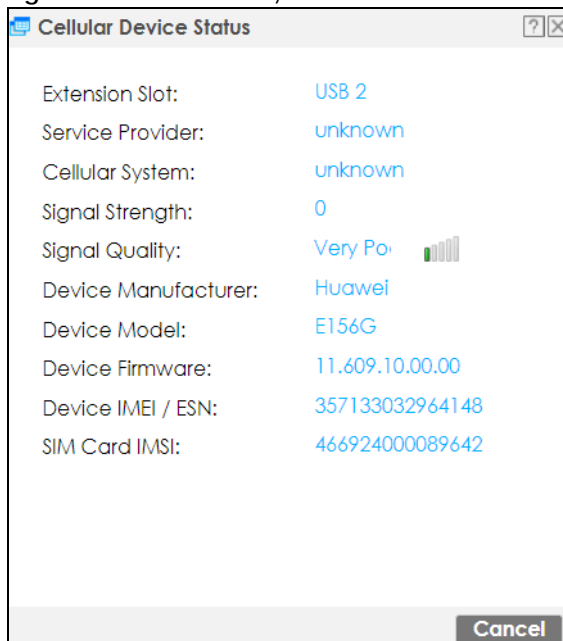 Cellular Device Status
Extension Slot: USB 2
Service Provider: unknown
Cellular System: unknown
Signal Strength: 0
Signal Quality: Very Po
Device Manufacturer: Huawei
Device Model: E156G
Device Firmware: 11.609.10.00.00
Device IMEI / ESN: 357133032964148
SIM Card IMSI: 466924000089642
Cancel